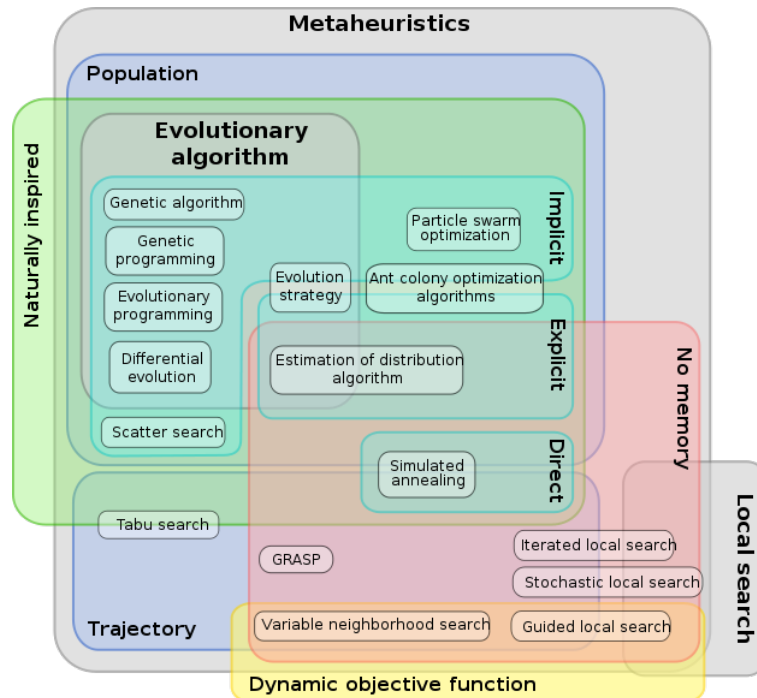 Metaheuristics
Population
Naturally inspired
Evolutionary
algorithm
Genetic algorithm
Genetic
programming
Evolutionary
programming
Differential
evolution
Scatter search
Evolution
strategy
Particle swarm
optimization
Ant colony optimization
algorithms
Implicit
Explicit
Estimation of distribution
algorithm
No memory
Direct
Simulated
annealing
Tabu search
GRASP
Iterated local search
Stochastic local search
Local search
Trajectory
Variable neighborhood search
Guided local search
Dynamic objective function